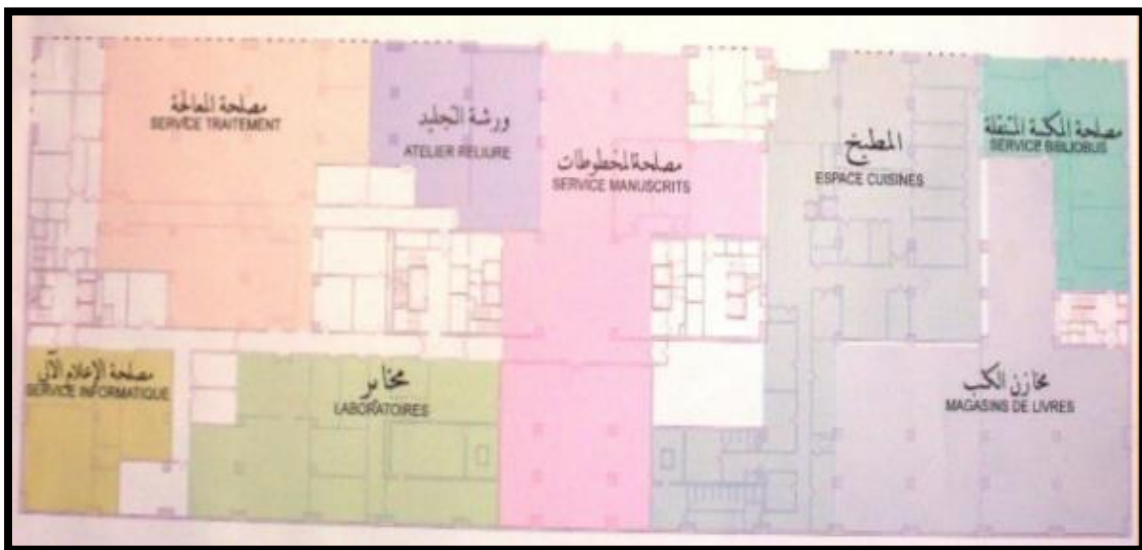 مصلحة المعالجة
SERVICE TRAITEMENT
ورشة التجليد
ATELIER RELIURE
مصلحة المخطوطات
SERVICE MANUSCRITS
المطبخ
ESPACE CUISINES
مصلحة المكتبة المتنقلة
SERVICE BIBLIOBUS
مصلحة الإعلام الآلي
SERVICE INFORMATIQUE
مخابر
LABORATOIRES
مخازن الكتب
MAGASINS DE LIVRES